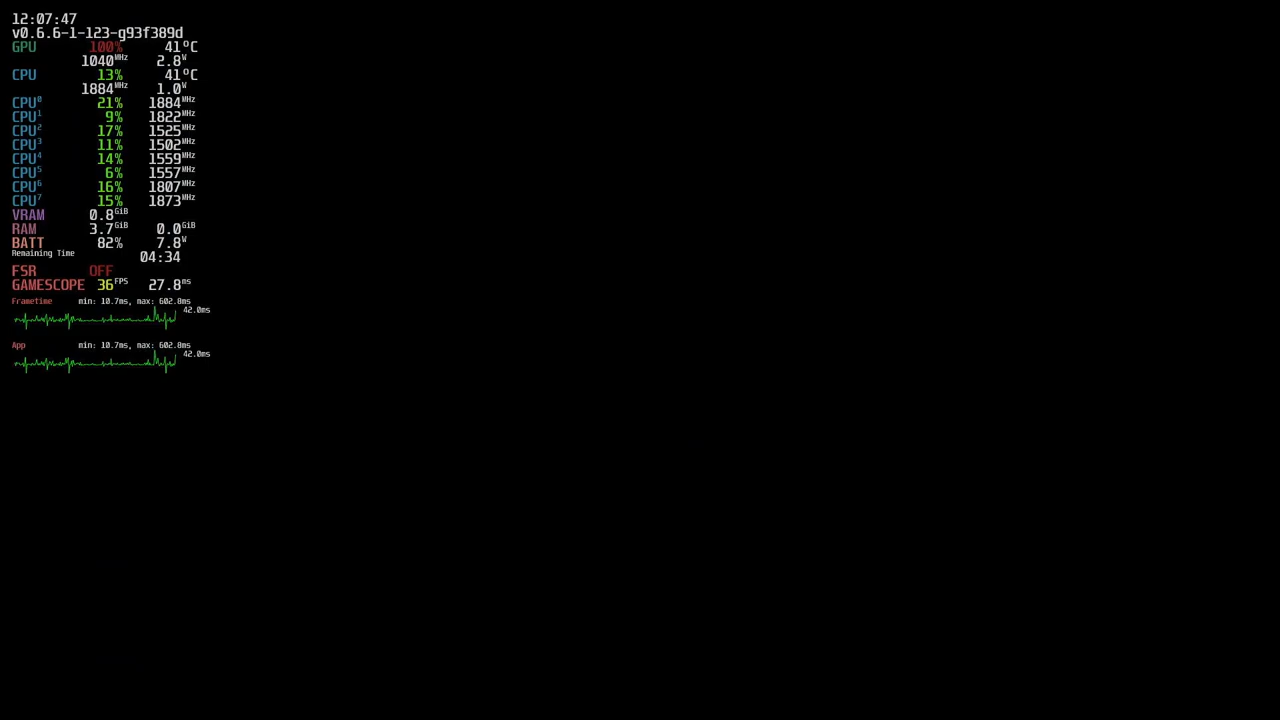 12:07:47
v0.6.6-1-123-g93f389d
GPU 100% 41°C
1040MHz 2.8W
CPU 13% 41°C
1884MHz 1.0W
CPU0 21% 1884MHz
CPU1 9% 1822MHz
CPU2 17% 1525MHz
CPU3 11% 1502MHz
CPU4 14% 1559MHz
CPU5 6% 1557MHz
CPU6 16% 1807MHz
CPU7 15% 1873MHz
VRAM 0.8GiB
RAM 3.7GiB 0.0GiB
BATT 82% 7.8W
Remaining Time 04:34
FSR OFF
GAMESCOPE 36FPS 27.8ms
Frametime min: 10.7ms, max: 602.8ms
42.0ms
App min: 10.7ms, max: 602.8ms
42.0ms